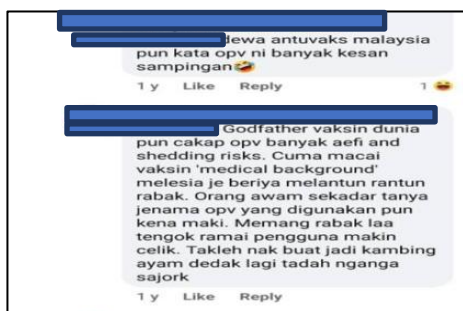 dewa antuvaks malaysia
pun kata opv ni banyak kesan
sampingan🤣
1 y Like Reply 1
Godfather vaksin dunia
pun cakap opv banyak aefi and
shedding risks. Cuma macai
vaksin 'medical background'
melesia je beriya melantun rantun
rabak. Orang awam sekadar tanya
jenama opv yang digunakan pun
kena maki. Memang rabak laa
tengok ramai pengguna makin
celik. Takleh nak buat jadi kambing
ayam dedak lagi tadah nganga
sajork
1 y Like Reply